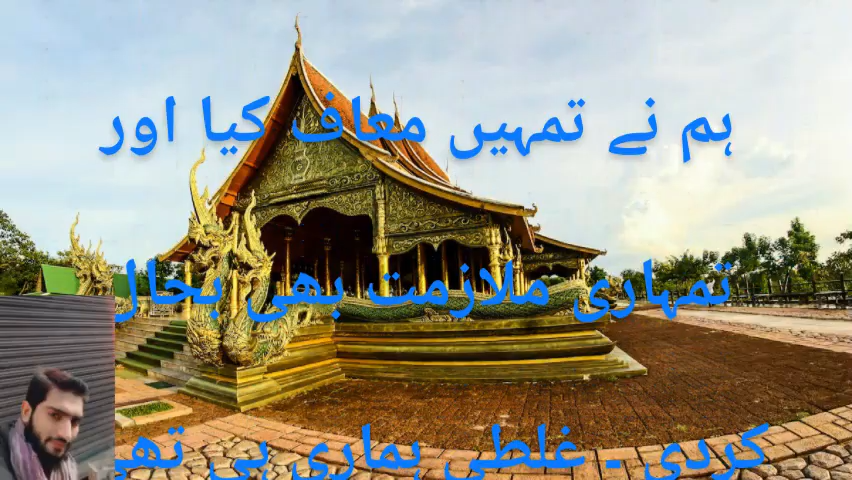 ہم نے تمہیں معاف کیا اور
تمہاری ملازمت بھی بحال
کردی ۔ غلطی ہماری ہی تھی